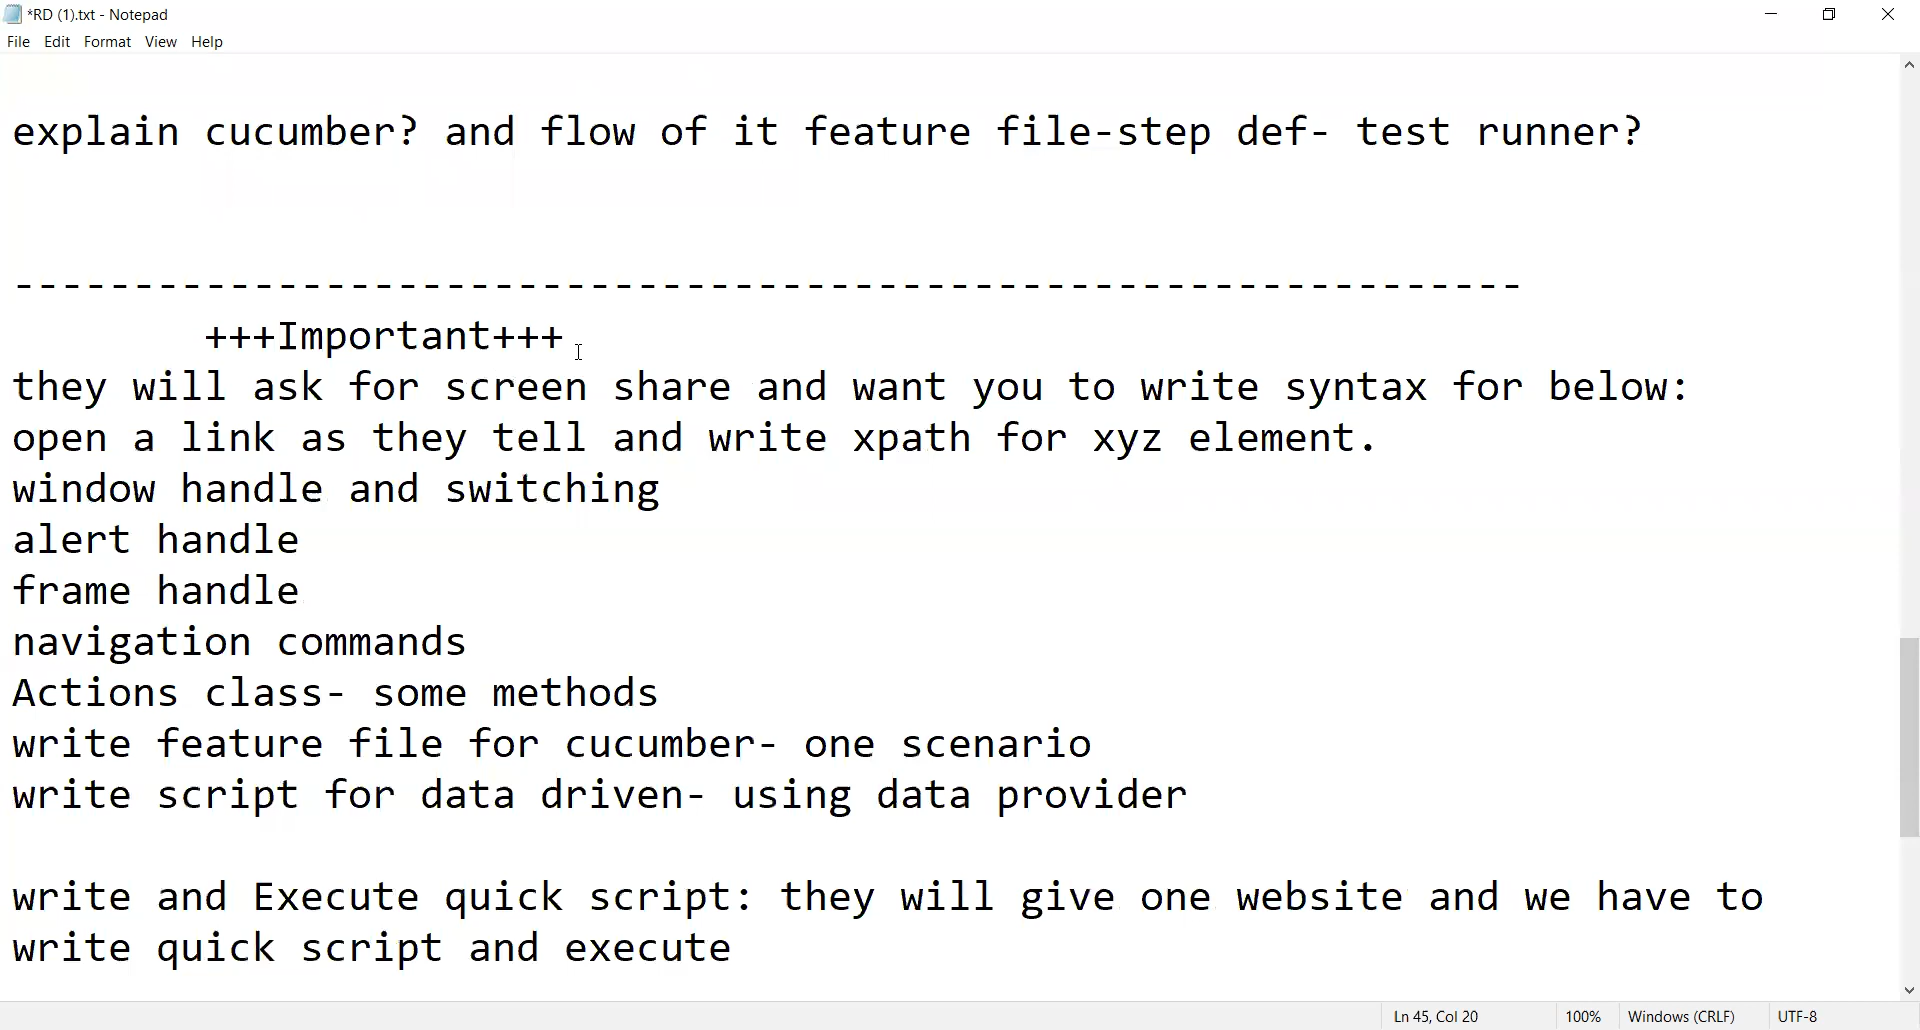 *RD (1).txt - Notepad
File Edit Format View Help
explain cucumber? and flow of it feature file-step def- test runner?
----------------------------------------------------------------
+++Important+++
they will ask for screen share and want you to write syntax for below:
open a link as they tell and write xpath for xyz element.
window handle and switching
alert handle
frame handle
navigation commands
Actions class- some methods
write feature file for cucumber- one scenario
write script for data driven- using data provider
write and Execute quick script: they will give one website and we have to
write quick script and execute
Ln 45, Col 20 100% Windows (CRLF) UTF-8